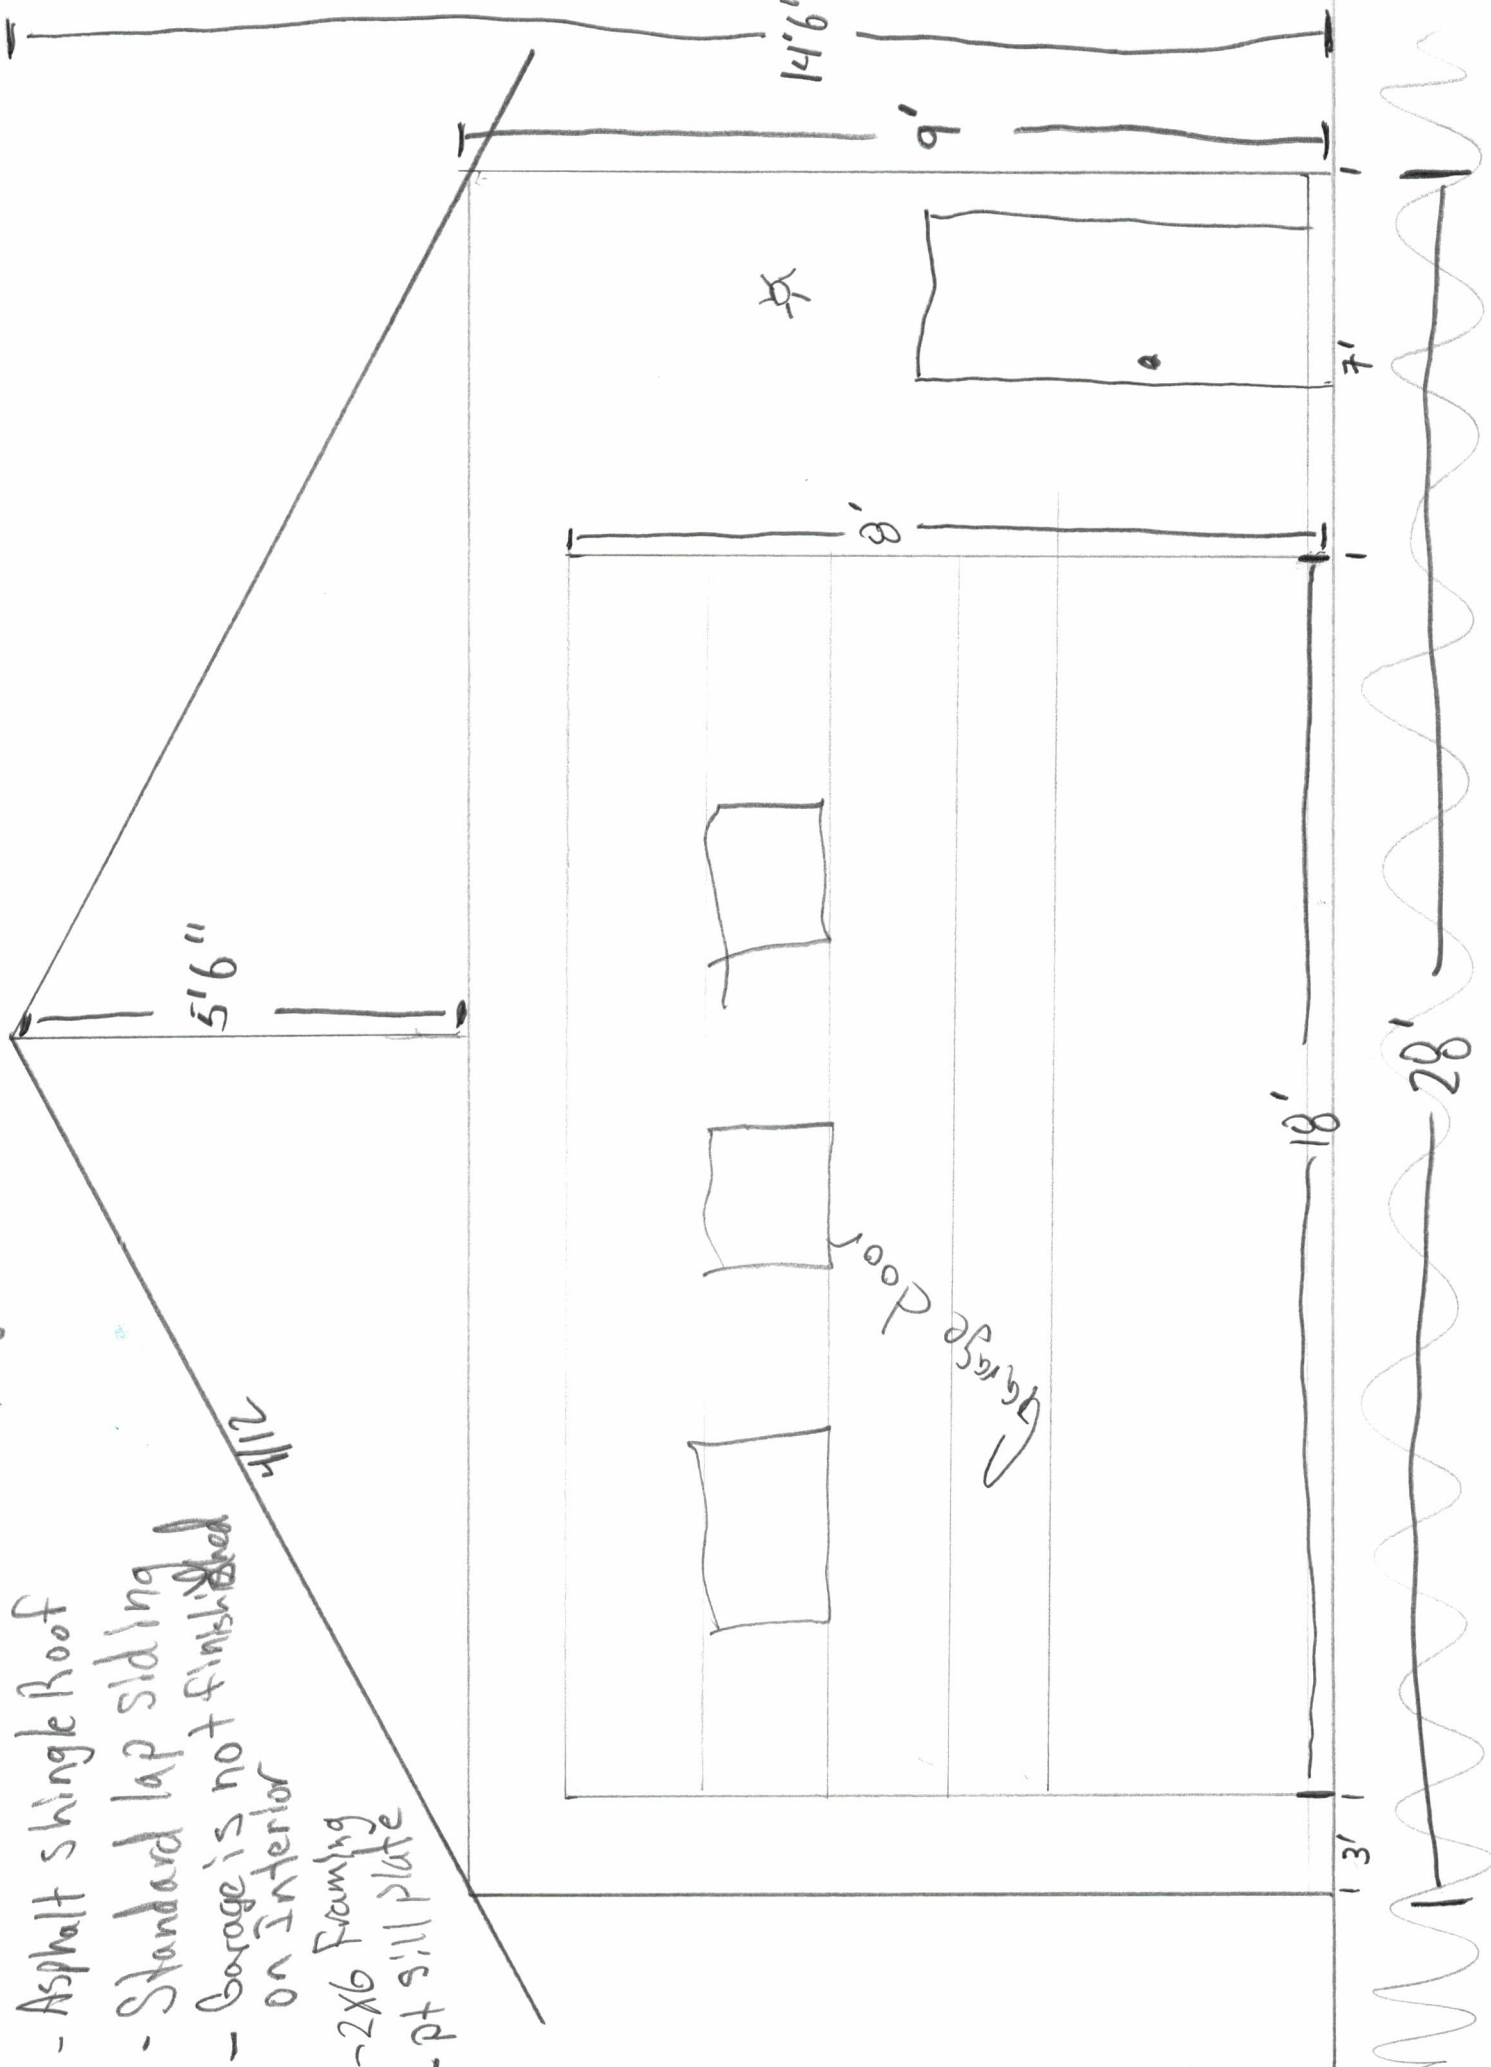 - Asphalt shingle Roof
- Standard lap siding
- Garage is not finished
on Interior
- 2x6 Framing
- pt sill plate
4/12
5'6"
14'6"
9'
8'
Garage door
18'
3'
7'
28'